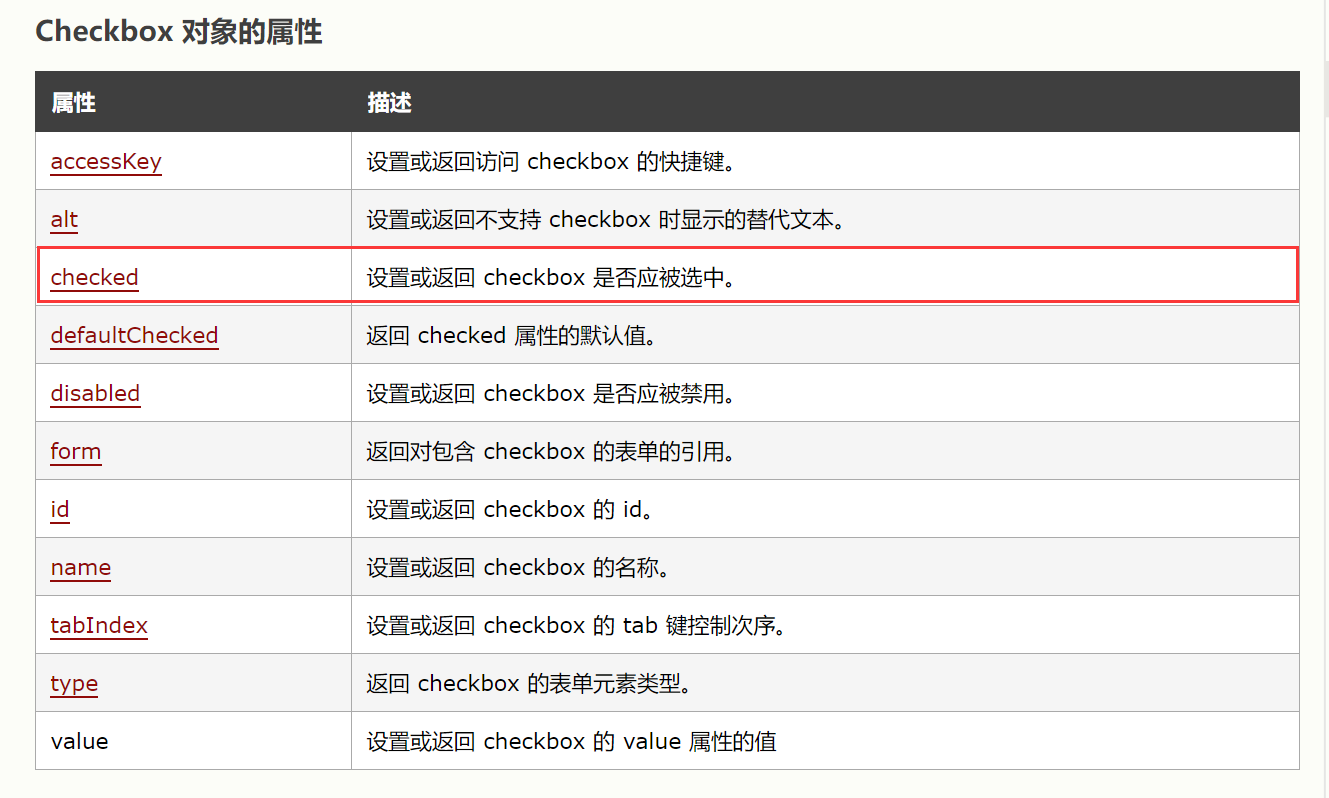 Checkbox 对象的属性
属性 描述
accessKey 设置或返回访问 checkbox 的快捷键。
alt 设置或返回不支持 checkbox 时显示的替代文本。
checked 设置或返回 checkbox 是否应被选中。
defaultChecked 返回 checked 属性的默认值。
disabled 设置或返回 checkbox 是否应被禁用。
form 返回对包含 checkbox 的表单的引用。
id 设置或返回 checkbox 的 id。
name 设置或返回 checkbox 的名称。
tabIndex 设置或返回 checkbox 的 tab 键控制次序。
type 返回 checkbox 的表单元素类型。
value 设置或返回 checkbox 的 value 属性的值